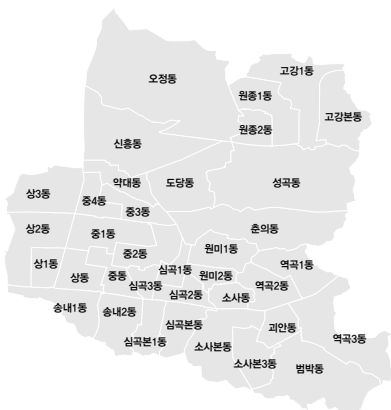 고강1동
오정동
원종1동
고강본동
원종2동
신흥동
약대동
도당동
성곡동
상3동
중4동
중3동
상2동
중1동
춘의동
원미1동
중2동
상1동
심곡1동
역곡1동
상동
중동
원미2동
심곡3동
역곡2동
심곡2동
소사동
송내1동
송내2동
심곡본동
괴안동
역곡3동
심곡본1동
소사본동
소사본3동
범박동